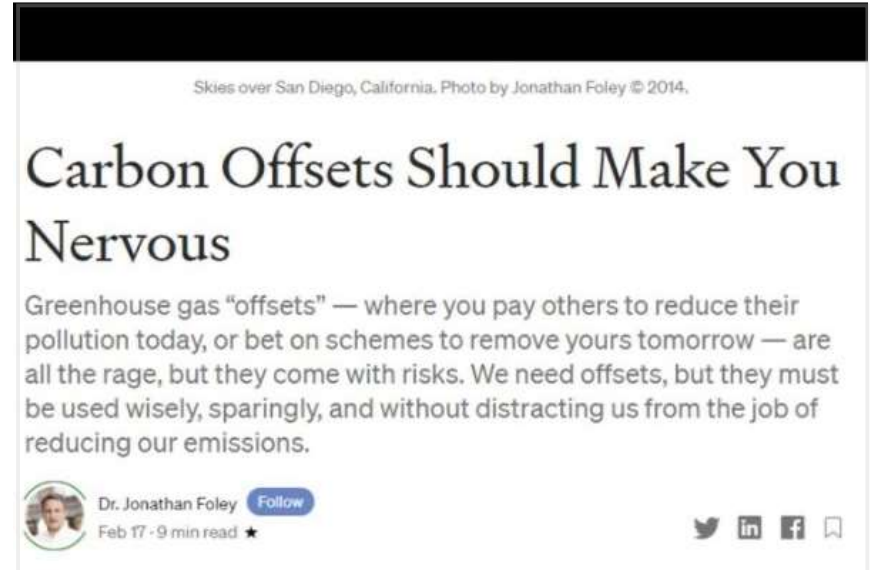 Skies over San Diego, California. Photo by Jonathan Foley © 2014.
Carbon Offsets Should Make You
Nervous
Greenhouse gas “offsets” — where you pay others to reduce their
pollution today, or bet on schemes to remove yours tomorrow — are
all the rage, but they come with risks. We need offsets, but they must
be used wisely, sparingly, and without distracting us from the job of
reducing our emissions.
Dr. Jonathan Foley Follow
Feb 17 · 9 min read ★